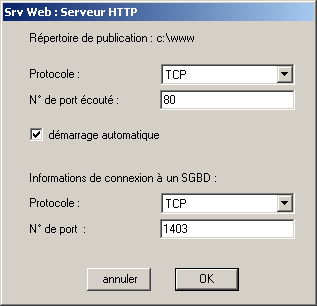 Srv Web : Serveur HTTP
Répertoire de publication : c:\www
Protocole : TCP
N° de port écouté : 80
démarrage automatique
Informations de connexion à un SGBD :
Protocole : TCP
N° de port : 1403
annuler OK